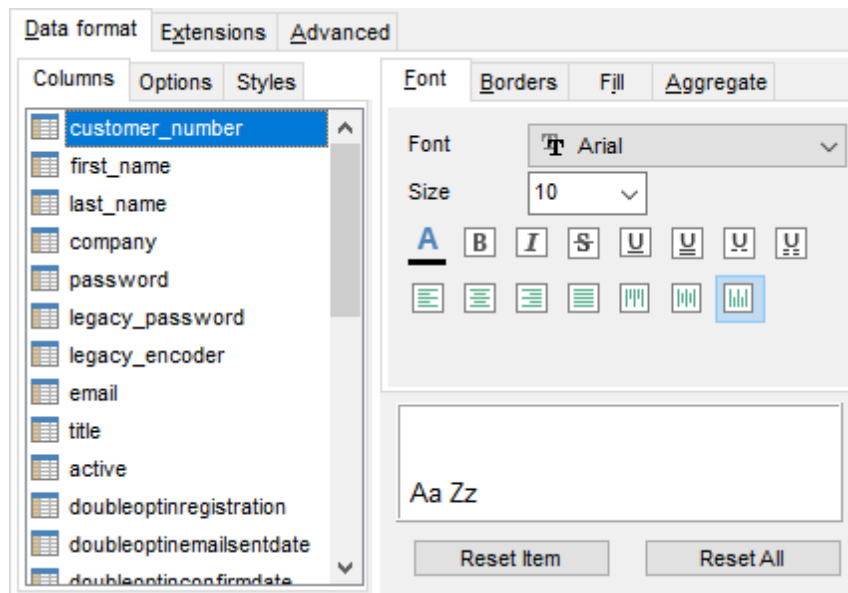 Data format Extensions Advanced
Columns Options Styles
customer_number
first_name
last_name
company
password
legacy_password
legacy_encoder
email
title
active
doubleoptinregistration
doubleoptinemailsentdate
doubleoptinconfirmdate
Font Borders Fill Aggregate
Font Arial
Size 10
A B I S U U U U
Aa Zz
Reset Item Reset All